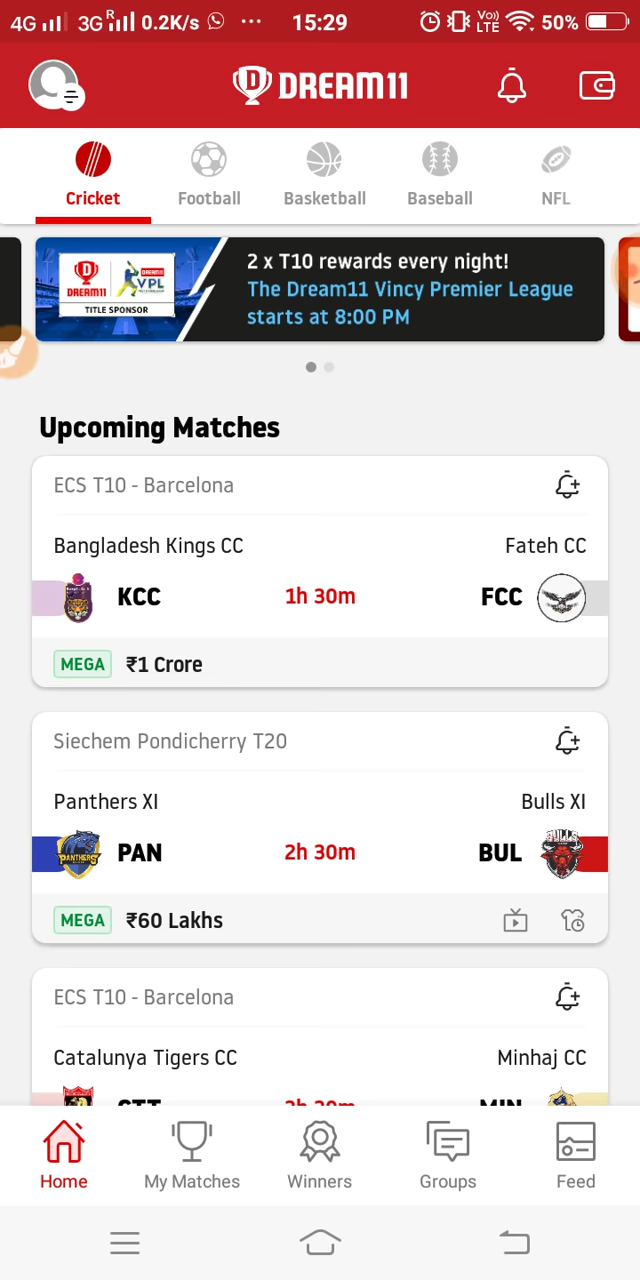 4G 3G R 0.2K/s ... 15:29 Vo) LTE 50%
DREAM11
Cricket Football Basketball Baseball NFL
DREAM11 DREAM11 VPL
TITLE SPONSOR
2 x T10 rewards every night!
The Dream11 Vincy Premier League
starts at 8:00 PM
Upcoming Matches
ECS T10 - Barcelona
Bangladesh Kings CC Fateh CC
KCC 1h 30m FCC
MEGA ₹1 Crore
Siechem Pondicherry T20
Panthers XI Bulls XI
PANTHERS PAN 2h 30m BUL BULLS
MEGA ₹60 Lakhs
ECS T10 - Barcelona
Catalunya Tigers CC Minhaj CC
Home My Matches Winners Groups Feed